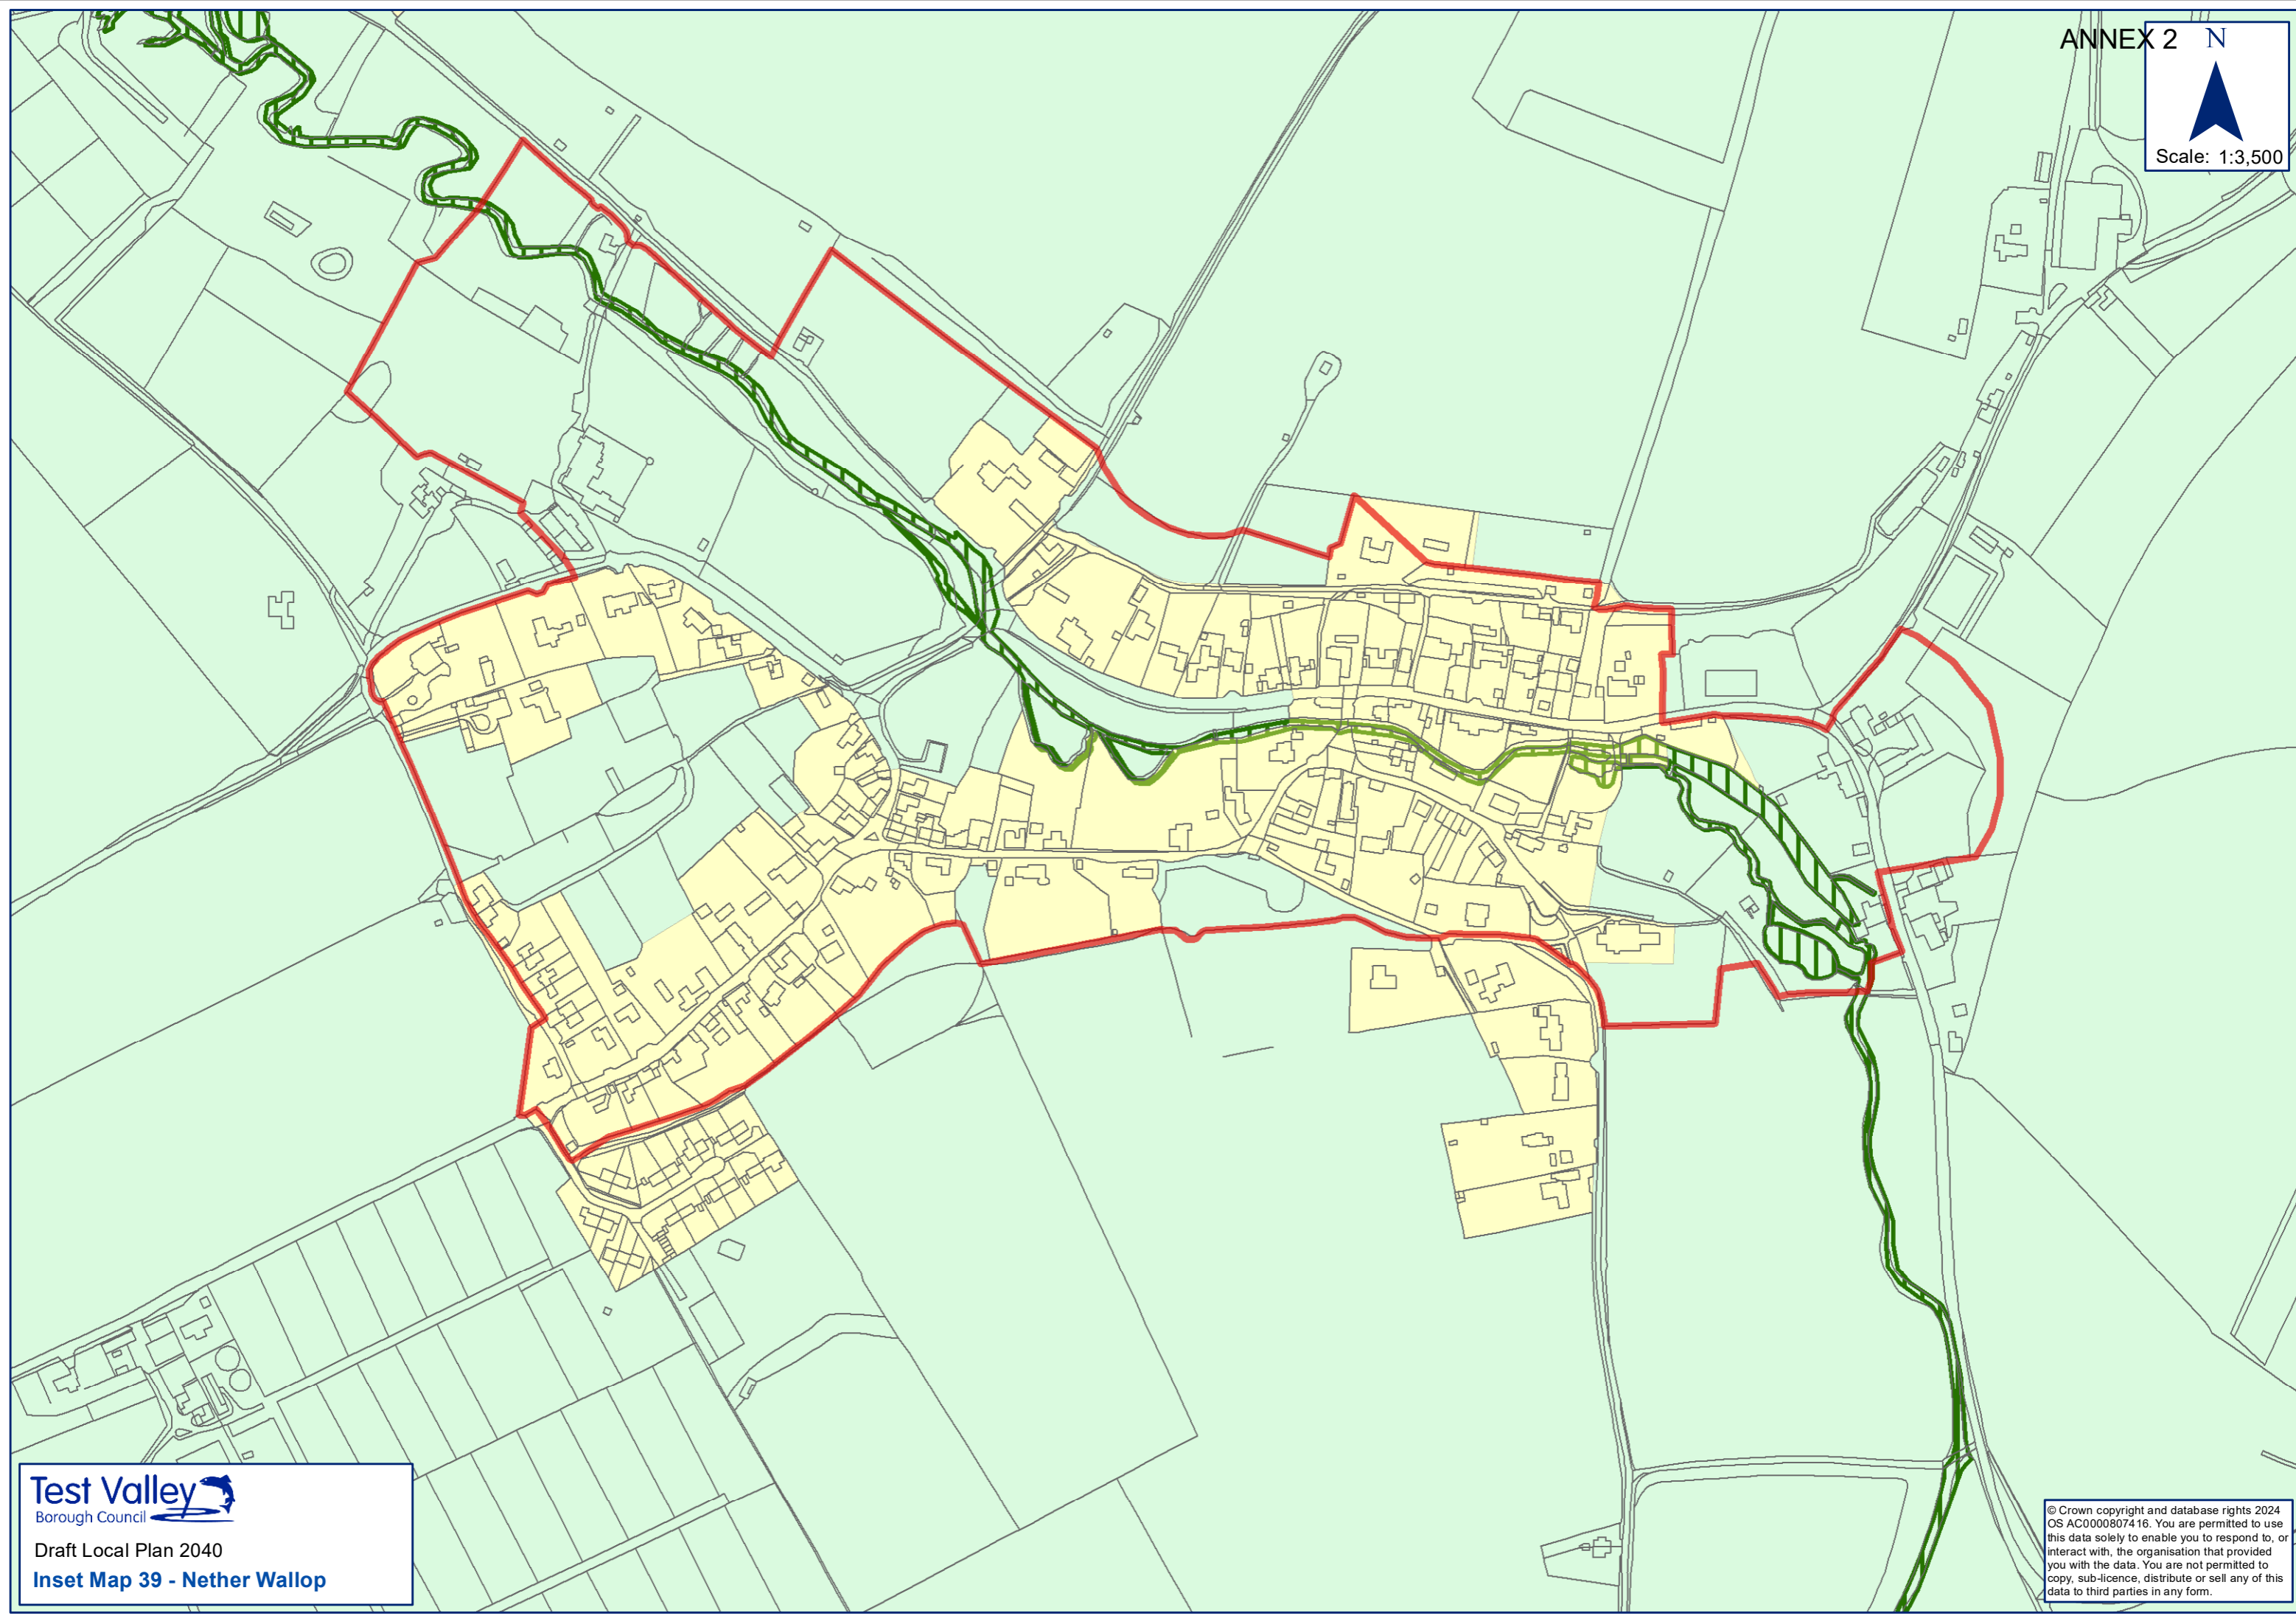 ANNEX 2
N
Scale: 1:3,500
Test Valley
Borough Council
Draft Local Plan 2040
Inset Map 39 - Nether Wallop
© Crown copyright and database rights 2024
OS AC0000807416. You are permitted to use
this data solely to enable you to respond to, or
interact with, the organisation that provided
you with the data. You are not permitted to
copy, sub-licence, distribute or sell any of this
data to third parties in any form.